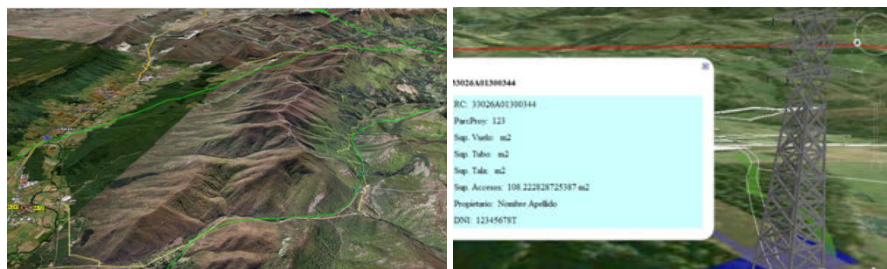 33026A01300344
RC: 33026A01300344
ParcProy: 123
Sup. Vuelo: m2
Sup. Tubo: m2
Sup. Tala: m2
Sup. Accesos: 108.222828725387 m2
Propietario: Nombre Apellido
DNI: 12345678T